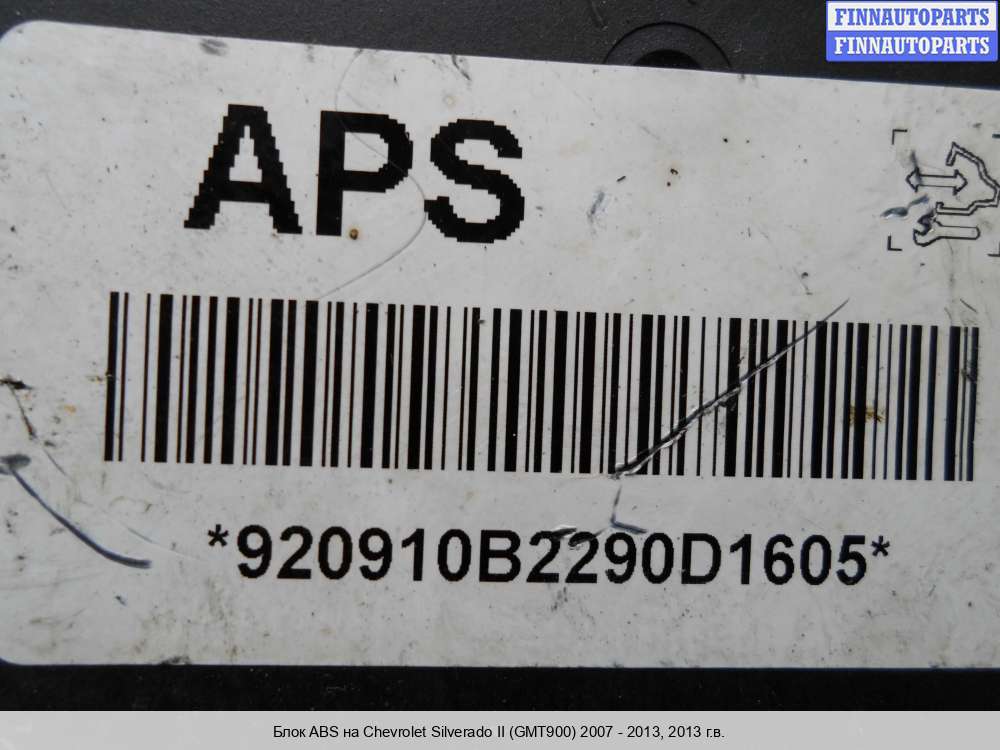 FINNAUTOPARTS
FINNAUTOPARTS
APS
*920910B2290D1605*
Блок ABS на Chevrolet Silverado II (GMT900) 2007 - 2013, 2013 г.в.